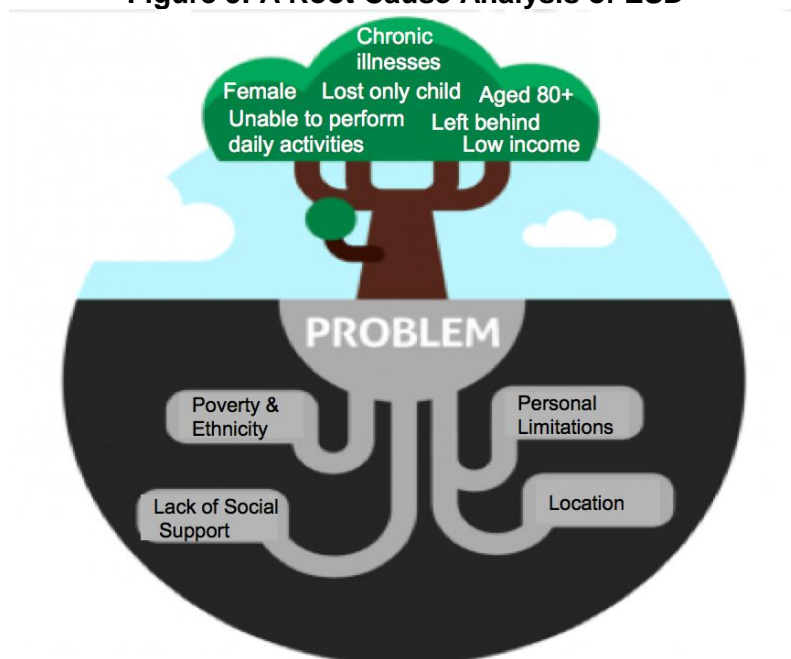 Chronic
illnesses
Female Lost only child Aged 80+
Unable to perform Left behind
daily activities Low income
PROBLEM
Poverty & Personal
Ethnicity Limitations
Lack of Social Location
Support